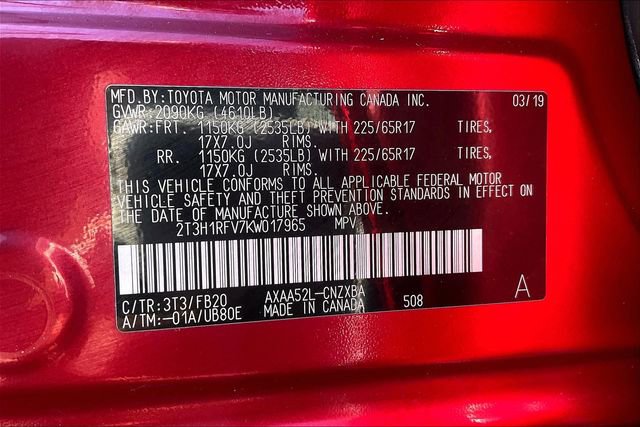 MFD.BY:TOYOTA MOTOR MANUFACTURING CANADA INC. 03/19
GVWR:2090KG (4610LB)
GAWR:FRT. 1150KG (2535LB) WITH 225/65R17 TIRES,
17X7.0J RIMS.
RR. 1150KG (2535LB) WITH 225/65R17 TIRES,
17X7.0J RIMS.
THIS VEHICLE CONFORMS TO ALL APPLICABLE FEDERAL MOTOR
VEHICLE SAFETY AND THEFT PREVENTION STANDARDS IN EFFECT ON
THE DATE OF MANUFACTURE SHOWN ABOVE.
2T3H1RFV7KW017965 MPV
C/TR:3T3/FB20 AXAA52L-CNZXBA 508 A
A/TM:-01A/UB80E MADE IN CANADA